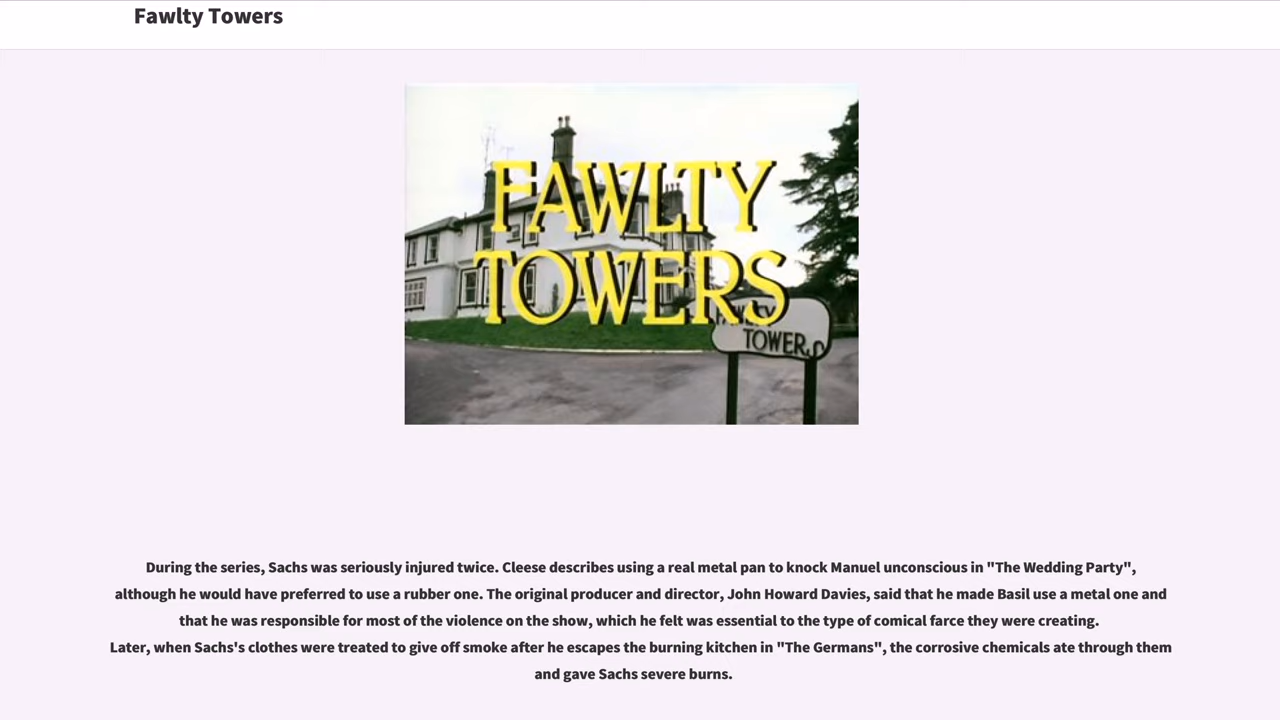 Fawlty Towers
FAWLTY
TOWERS
FAWLTY
TOWERS
During the series, Sachs was seriously injured twice. Cleese describes using a real metal pan to knock Manuel unconscious in "The Wedding Party",
although he would have preferred to use a rubber one. The original producer and director, John Howard Davies, said that he made Basil use a metal one and
that he was responsible for most of the violence on the show, which he felt was essential to the type of comical farce they were creating.
Later, when Sachs's clothes were treated to give off smoke after he escapes the burning kitchen in "The Germans", the corrosive chemicals ate through them
and gave Sachs severe burns.